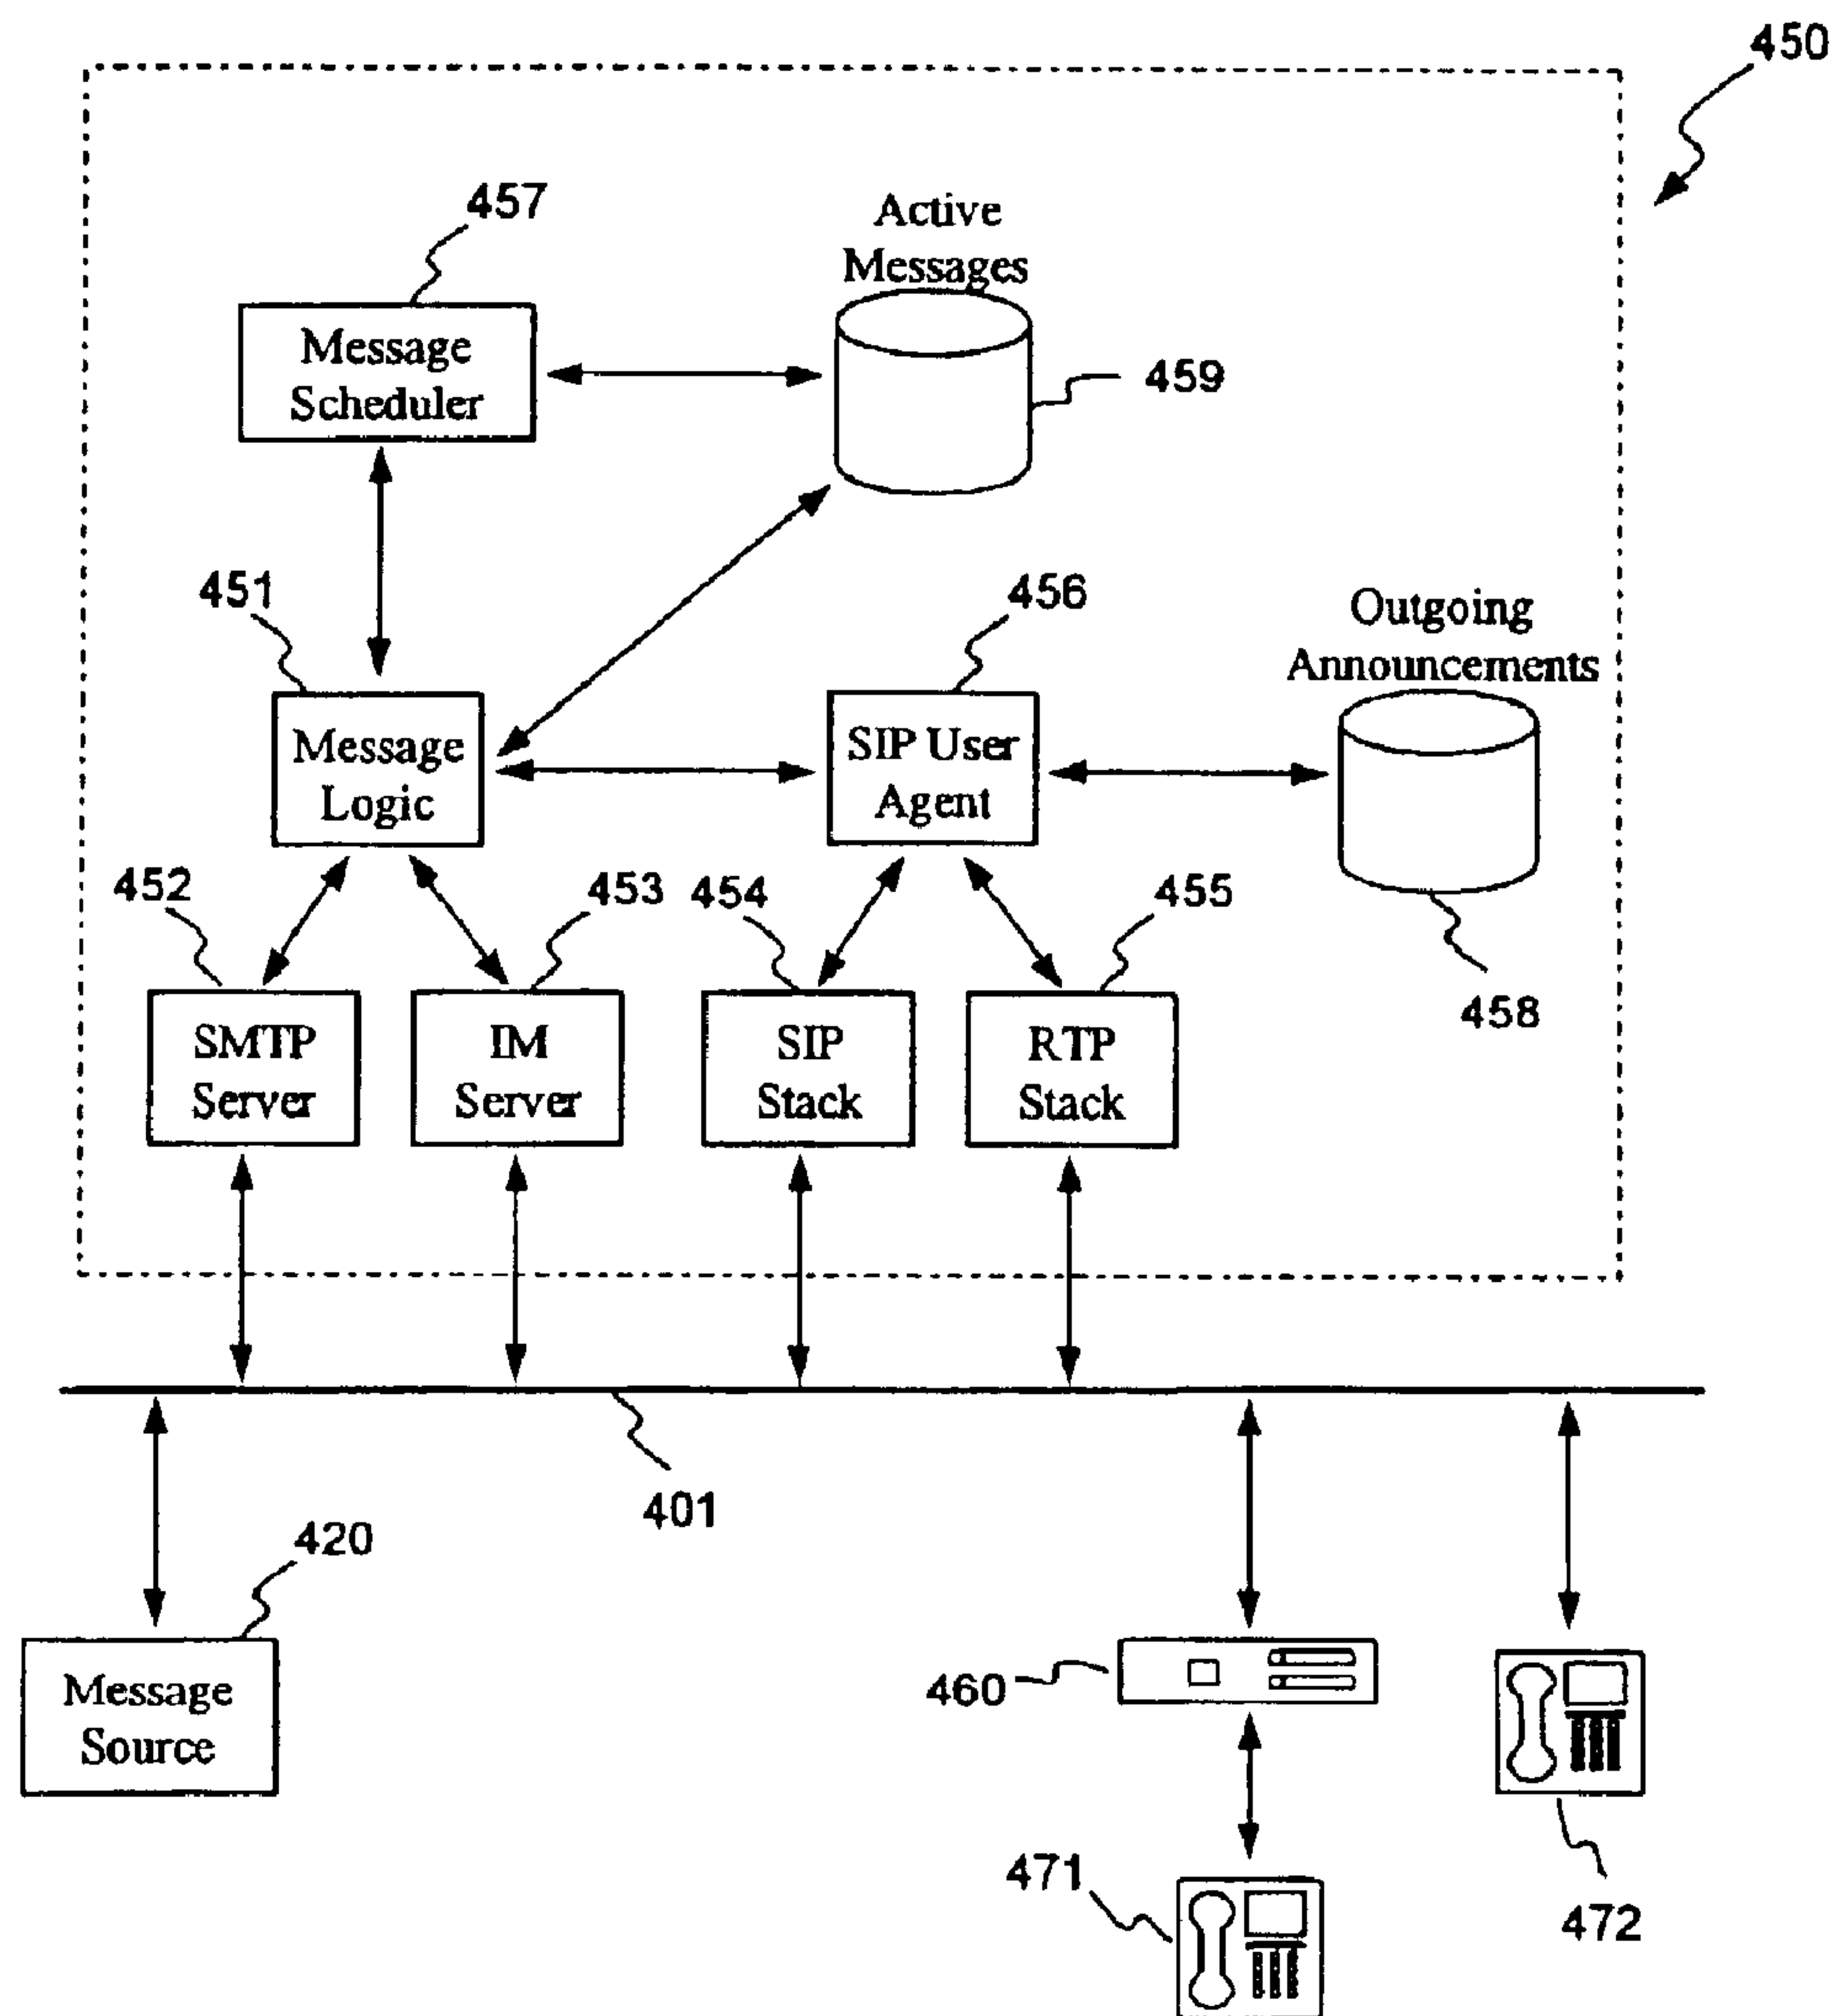 450
457
Active
Messages
Message
Scheduler
459
451
456
Outgoing
Announcements
Message
Logic
SIP User
Agent
452
453
454
455
458
SMTP
Server
IM
Server
SIP
Stack
RTP
Stack
401
420
Message
Source
460
471
472